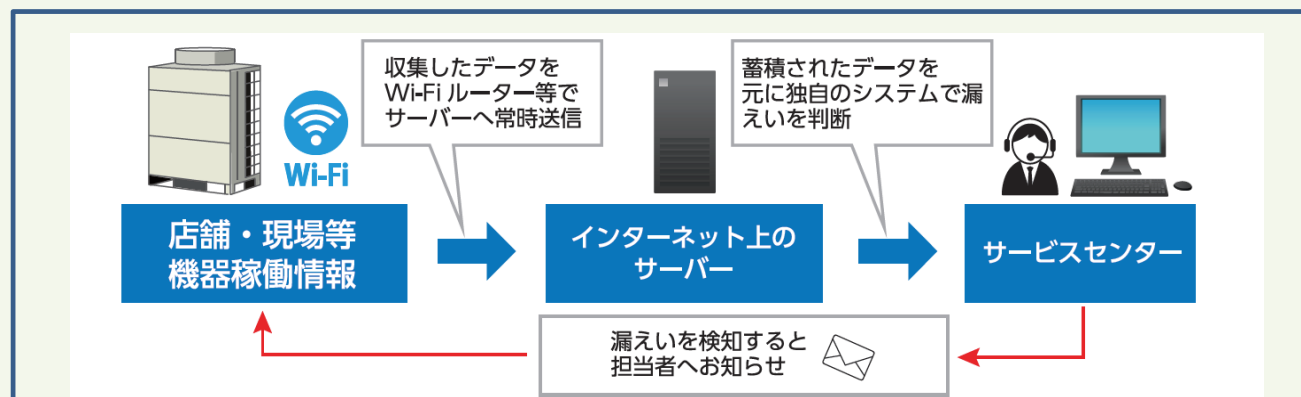 収集したデータを
Wi-Fiルーター等で
サーバーへ常時送信
蓄積されたデータを
元に独自のシステムで漏
えいを判断
Wi-Fi
店舗・現場等
機器稼働情報
インターネット上の
サーバー
サービスセンター
漏えいを検知すると
担当者へお知らせ